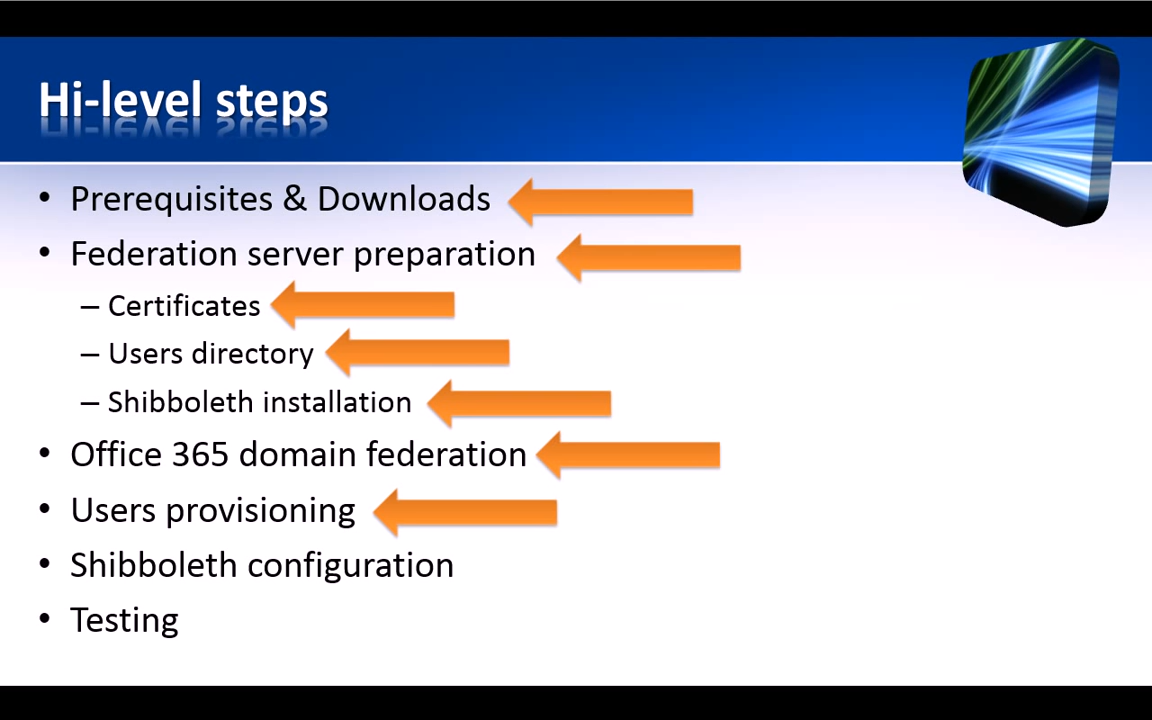 Hi-level steps
• Prerequisites & Downloads
• Federation server preparation
– Certificates
– Users directory
– Shibboleth installation
• Office 365 domain federation
• Users provisioning
• Shibboleth configuration
• Testing